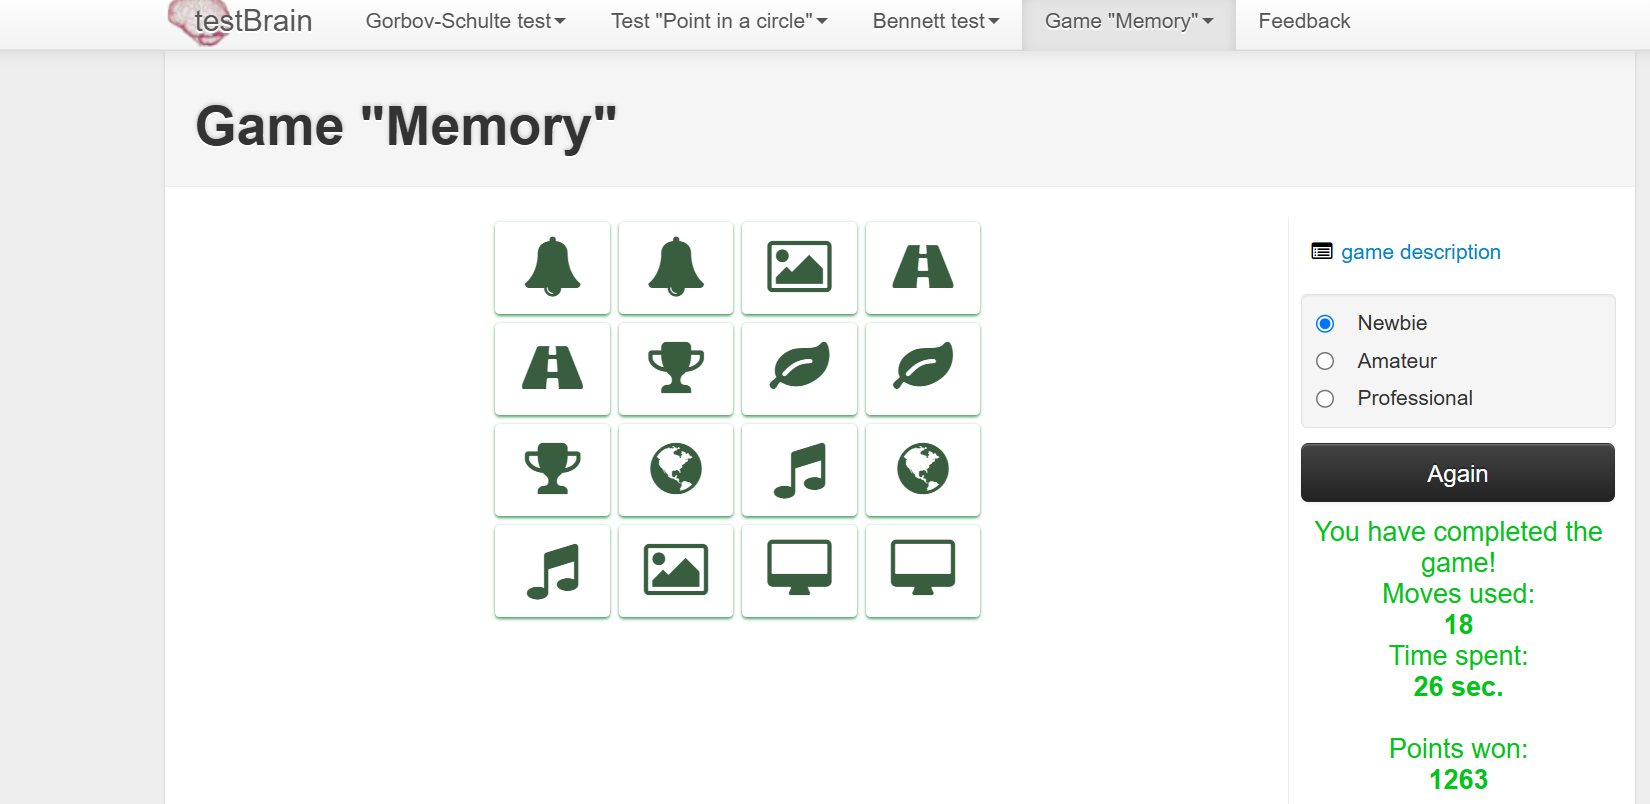 testBrain Gorbov-Schulte test Test "Point in a circle" Bennett test Game "Memory" Feedback
Game "Memory"
game description
Newbie
Amateur
Professional
Again
You have completed the
game!
Moves used:
18
Time spent:
26 sec.
Points won:
1263